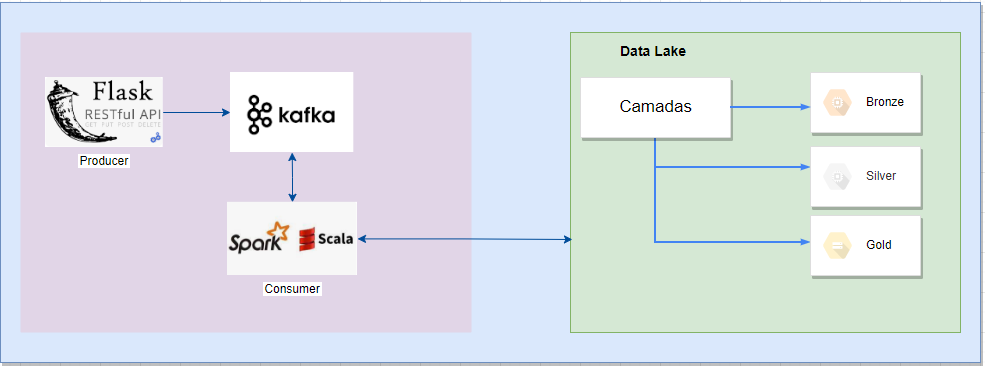 Data Lake
Flask
RESTful API
GET PUT POST DELETE
Producer
kafka
Camadas
Bronze
Silver
Gold
Spark
Scala
Consumer